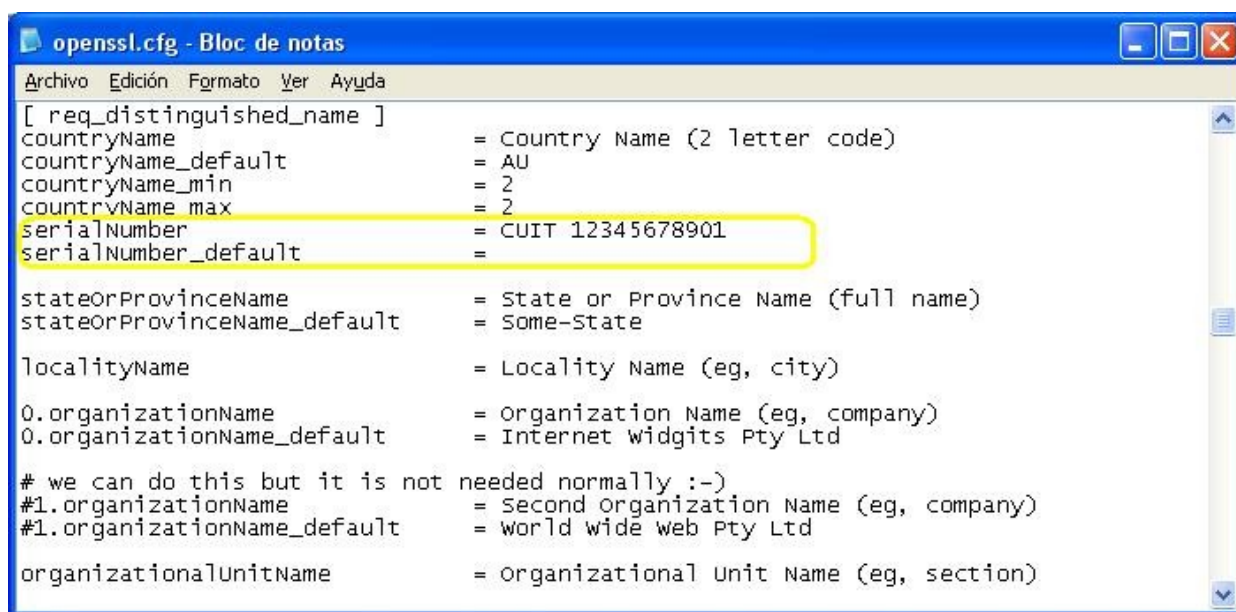 openssl.cfg - Bloc de notas
Archivo Edición Formato Ver Ayuda
[ req_distinguished_name ]
countryName = Country Name (2 letter code)
countryName_default = AU
countryName_min = 2
countryName_max = 2
serialNumber = CUIT 12345678901
serialNumber_default =
stateOrProvinceName = State or Province Name (full name)
stateOrProvinceName_default = Some-State
localityName = Locality Name (eg, city)
0.organizationName = Organization Name (eg, company)
0.organizationName_default = Internet Widgits Pty Ltd
# we can do this but it is not needed normally :-)
#1.organizationName = Second Organization Name (eg, company)
#1.organizationName_default = World Wide Web Pty Ltd
organizationalUnitName = Organizational Unit Name (eg, section)